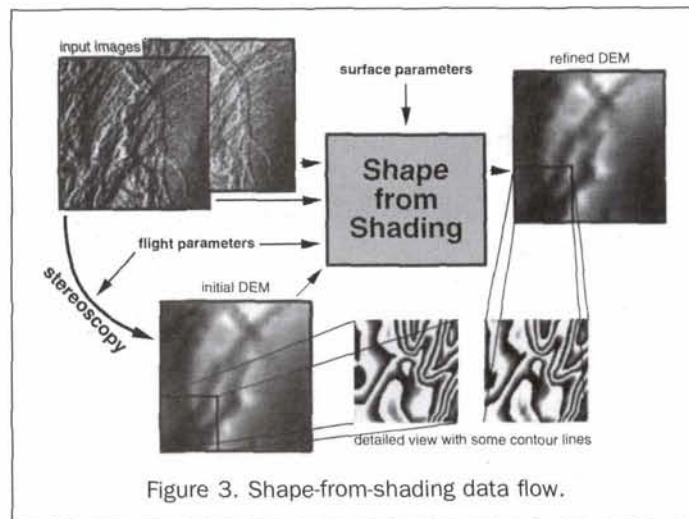 input images
surface parameters
refined DEM
Shape
from
Shading
flight parameters
stereoscopy
initial DEM
detailed view with some contour lines
Figure 3. Shape-from-shading data flow.